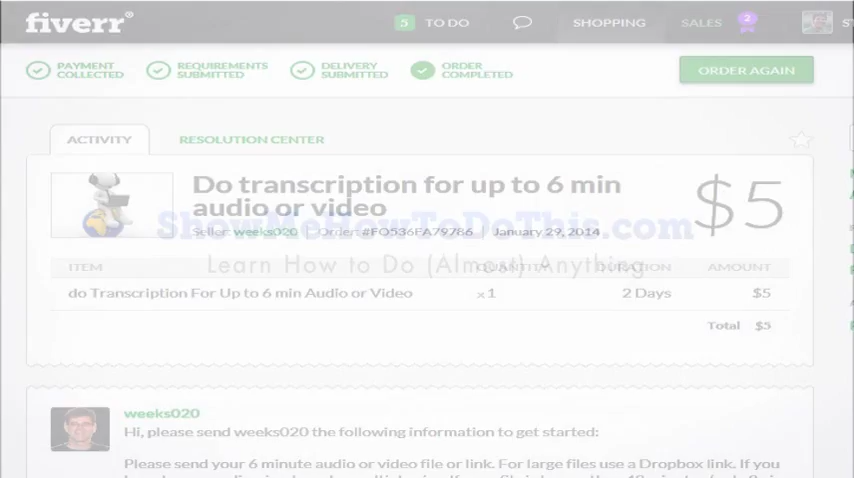 fiverr®
5 TO DO
SHOPPING
SALES
2
PAYMENT COLLECTED
REQUIREMENTS SUBMITTED
DELIVERY SUBMITTED
ORDER COMPLETED
ORDER AGAIN
ACTIVITY
RESOLUTION CENTER
Do transcription for up to 6 min
audio or video
$5
ShowMeHowToDoThis.com
Seller: weeks020 | Order: #FO536FA79786 | January 29, 2014
Learn How to Do (Almost) Anything
ITEM QUANTITY DURATION AMOUNT
do Transcription For Up to 6 min Audio or Video x1 2 Days $5
Total $5
weeks020
Hi, please send weeks020 the following information to get started:
Please send your 6 minute audio or video file or link. For large files use a Dropbox link. If you